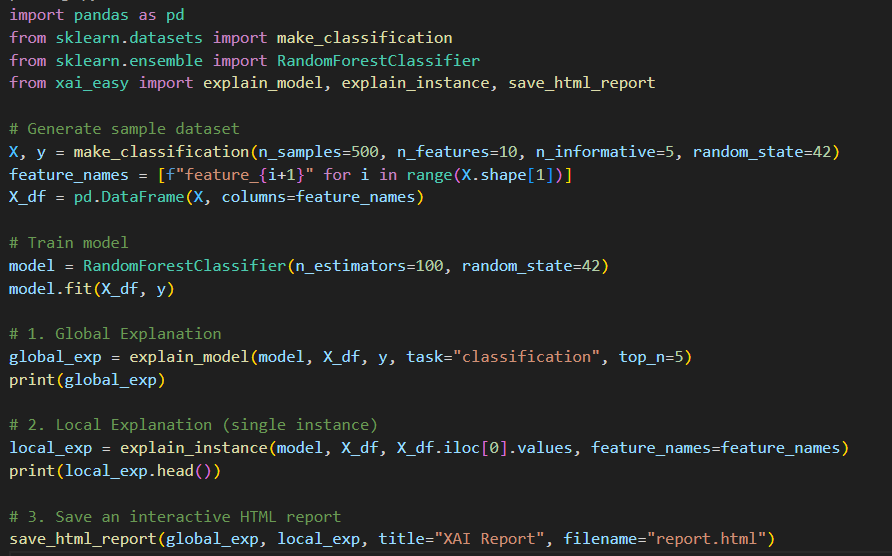 import pandas as pd
from sklearn.datasets import make_classification
from sklearn.ensemble import RandomForestClassifier
from xai_easy import explain_model, explain_instance, save_html_report
# Generate sample dataset
X, y = make_classification(n_samples=500, n_features=10, n_informative=5, random_state=42)
feature_names = [f"feature_{i+1}" for i in range(X.shape[1])]
X_df = pd.DataFrame(X, columns=feature_names)
# Train model
model = RandomForestClassifier(n_estimators=100, random_state=42)
model.fit(X_df, y)
# 1. Global Explanation
global_exp = explain_model(model, X_df, y, task="classification", top_n=5)
print(global_exp)
# 2. Local Explanation (single instance)
local_exp = explain_instance(model, X_df, X_df.iloc[0].values, feature_names=feature_names)
print(local_exp.head())
# 3. Save an interactive HTML report
save_html_report(global_exp, local_exp, title="XAI Report", filename="report.html")